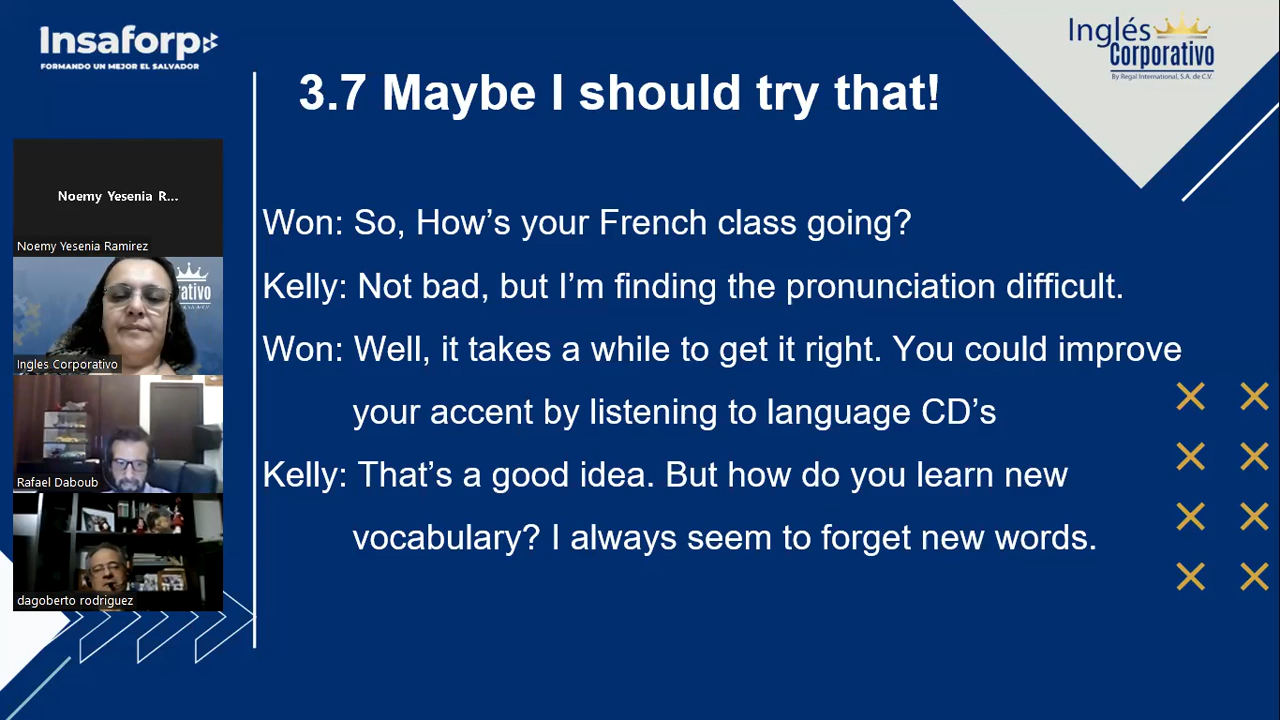 Insaforp
FORMANDO UN MEJOR EL SALVADOR
Inglés
Corporativo
By Regal International, S.A. de C.V.
3.7 Maybe I should try that!
Noemy Yesenia R...
Noemy Yesenia Ramirez
rativo
Ingles Corporativo
Rafael Daboub
dagoberto rodriguez
Won: So, How's your French class going?
Kelly: Not bad, but I'm finding the pronunciation difficult.
Won: Well, it takes a while to get it right. You could improve
your accent by listening to language CD's
Kelly: That's a good idea. But how do you learn new
vocabulary? I always seem to forget new words.